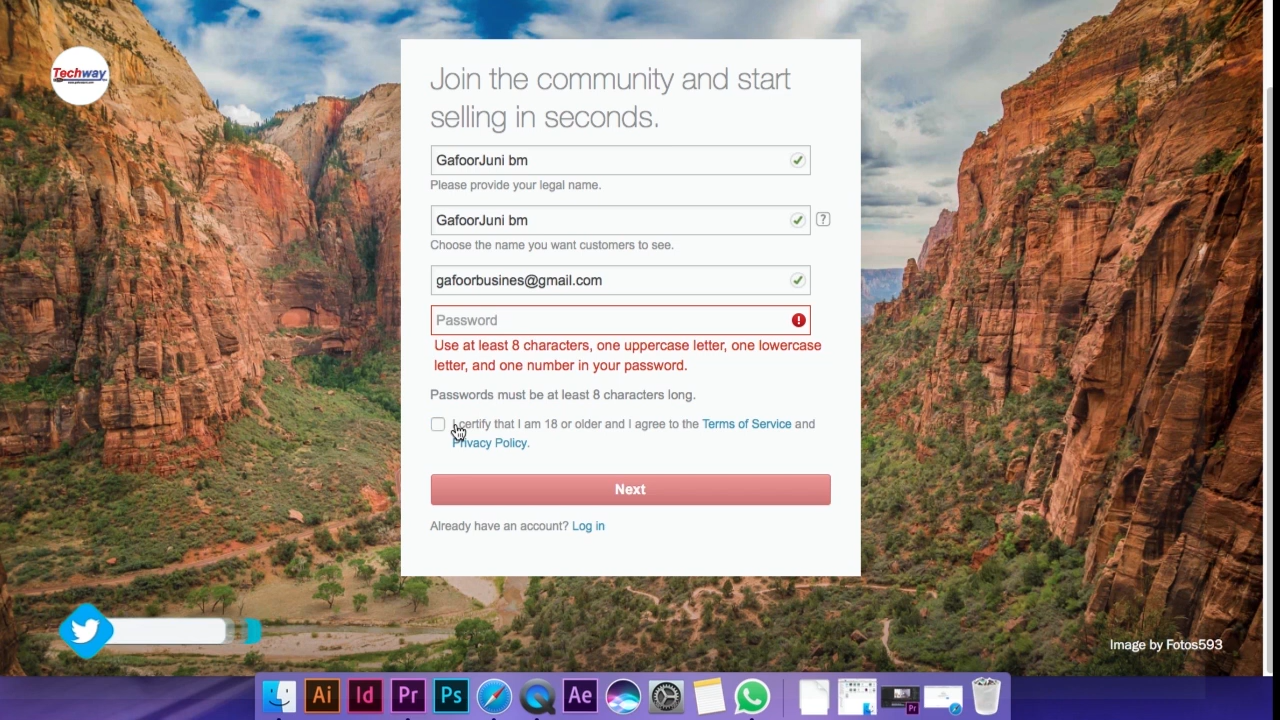 Techway
Join the community and start
selling in seconds.
GafoorJuni bm
Please provide your legal name.
GafoorJuni bm
?
Choose the name you want customers to see.
gafoorbusines@gmail.com
Password
Use at least 8 characters, one uppercase letter, one lowercase
letter, and one number in your password.
Passwords must be at least 8 characters long.
I certify that I am 18 or older and I agree to the Terms of Service and
Privacy Policy.
Next
Already have an account? Log in
Image by Fotos593
Ai Id Pr Ps Ae Pr